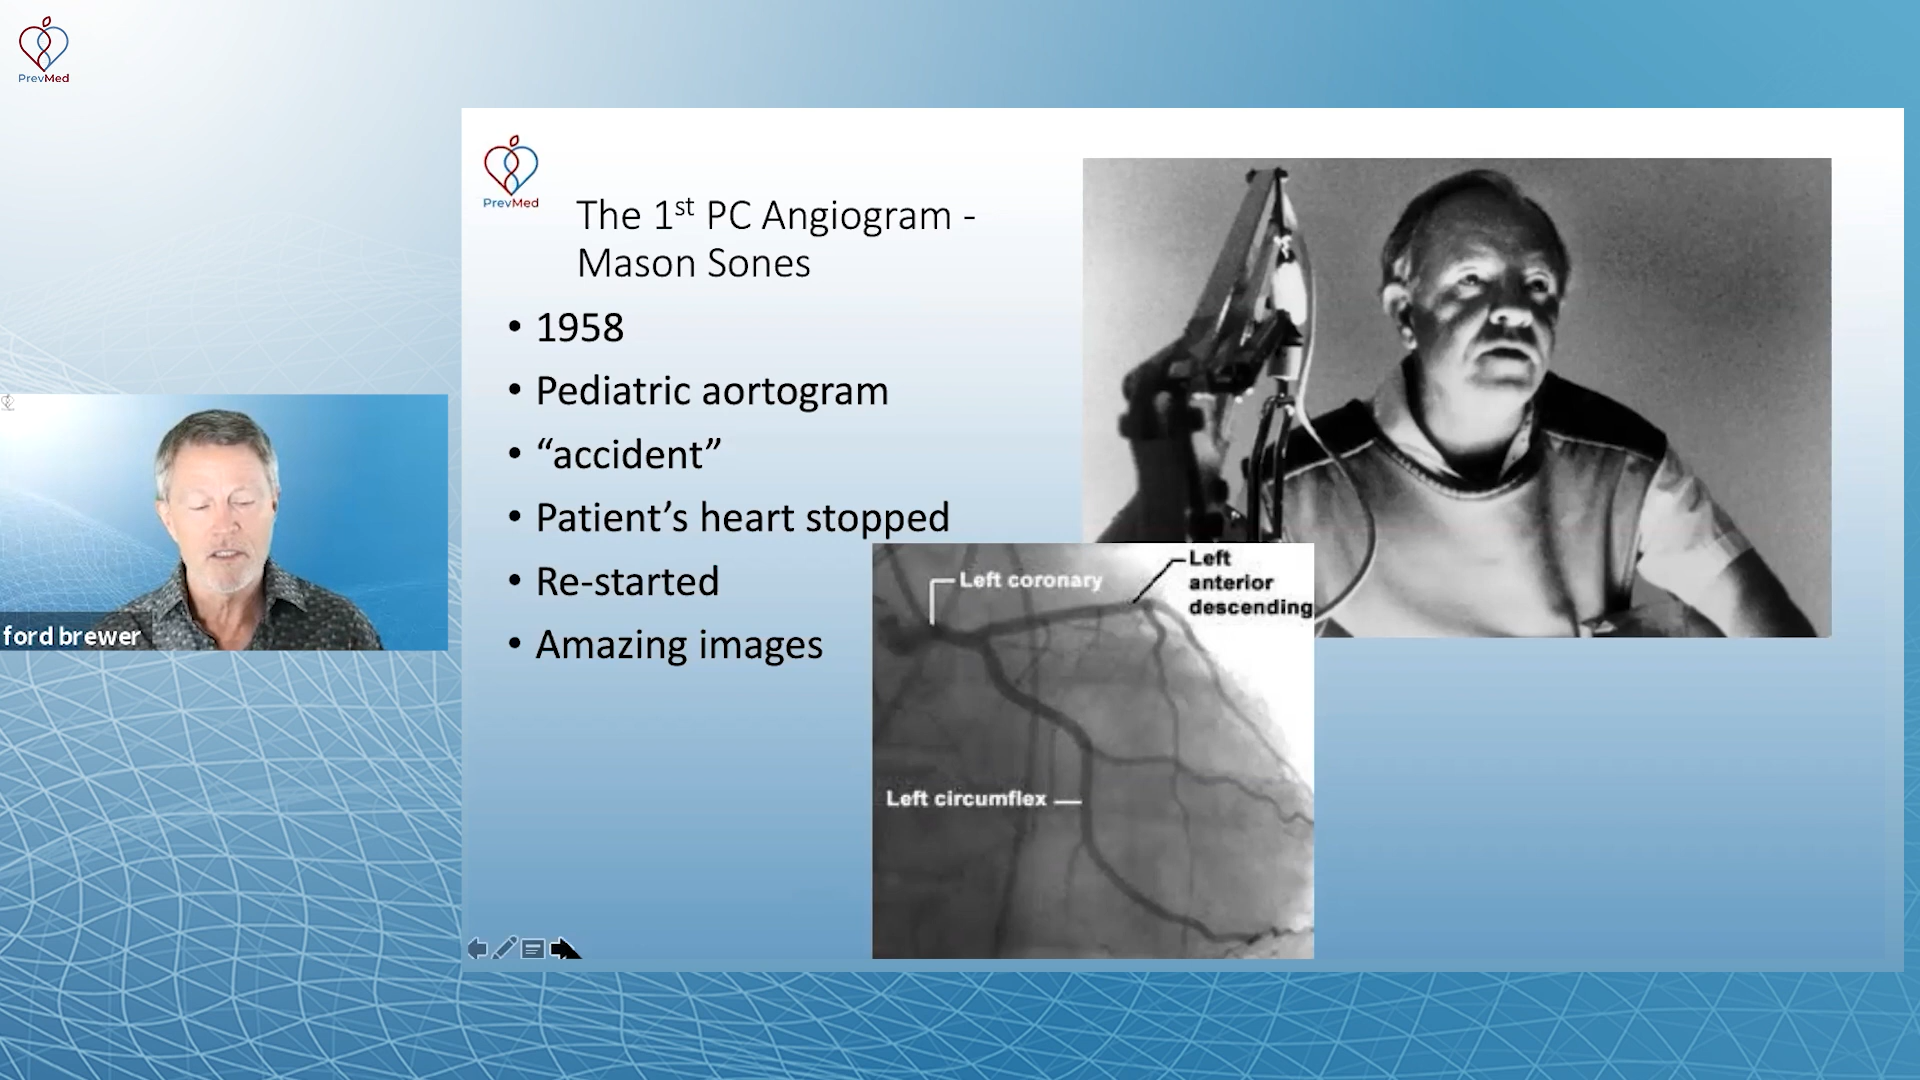 PrevMed
PrevMed
The 1st PC Angiogram -
Mason Sones
• 1958
• Pediatric aortogram
• “accident”
• Patient’s heart stopped
• Re-started
• Amazing images
Left coronary
Left
anterior
descending
Left circumflex
ford brewer